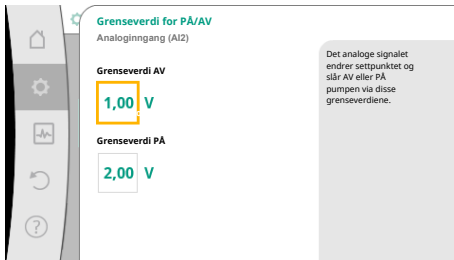 Grenseverdi for PÅ/AV
Analoginngang (AI2)
Grenseverdi AV
1,00 V
Grenseverdi PÅ
2,00 V
Det analoge signalet
endrer settpunktet og
slår AV eller PÅ
pumpen via disse
grenseverdiene.
?